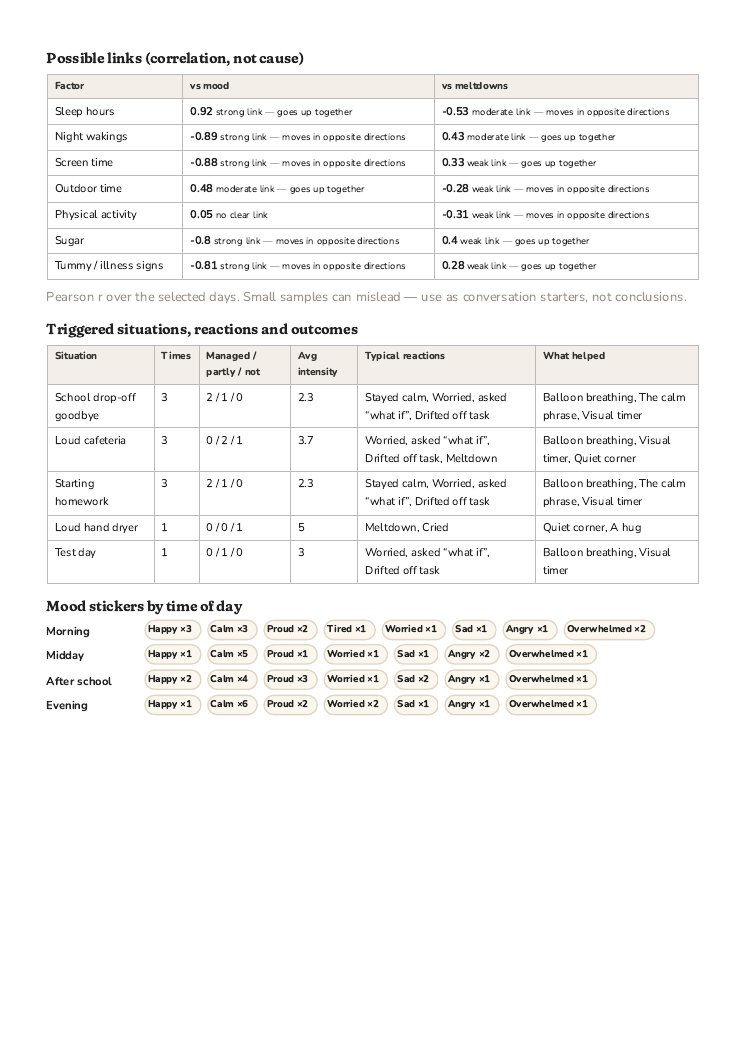 Possible links (correlation, not cause)
Factor vs mood vs meltdowns
Sleep hours 0.92 strong link — goes up together -0.53 moderate link — moves in opposite directions
Night wakings -0.89 strong link — moves in opposite directions 0.43 moderate link — goes up together
Screen time -0.88 strong link — moves in opposite directions 0.33 weak link — goes up together
Outdoor time 0.48 moderate link — goes up together -0.28 weak link — moves in opposite directions
Physical activity 0.05 no clear link -0.31 weak link — moves in opposite directions
Sugar -0.8 strong link — moves in opposite directions 0.4 weak link — goes up together
Tummy / illness signs -0.81 strong link — moves in opposite directions 0.28 weak link — goes up together
Pearson r over the selected days. Small samples can mislead — use as conversation starters, not conclusions.
Triggered situations, reactions and outcomes
Situation Times Managed / Avg Typical reactions What helped
partly / not intensity
School drop-off 3 2 / 1 / 0 2.3 Stayed calm, Worried, asked Balloon breathing, The calm
goodbye “what if”, Drifted off task phrase, Visual timer
Loud cafeteria 3 0 / 2 / 1 3.7 Worried, asked “what if”, Balloon breathing, Visual
Drifted off task, Meltdown timer, Quiet corner
Starting 3 2 / 1 / 0 2.3 Stayed calm, Worried, asked Balloon breathing, The calm
homework “what if”, Drifted off task phrase, Visual timer
Loud hand dryer 1 0 / 0 / 1 5 Meltdown, Cried Quiet corner, A hug
Test day 1 0 / 1 / 0 3 Worried, asked “what if”, Balloon breathing, Visual
Drifted off task timer
Mood stickers by time of day
Morning Happy ×3 Calm ×3 Proud ×2 Tired ×1 Worried ×1 Sad ×1 Angry ×1 Overwhelmed ×2
Midday Happy ×1 Calm ×5 Proud ×1 Worried ×1 Sad ×1 Angry ×2 Overwhelmed ×1
After school Happy ×2 Calm ×4 Proud ×3 Worried ×1 Sad ×2 Angry ×1 Overwhelmed ×1
Evening Happy ×1 Calm ×6 Proud ×2 Worried ×2 Sad ×1 Angry ×1 Overwhelmed ×1